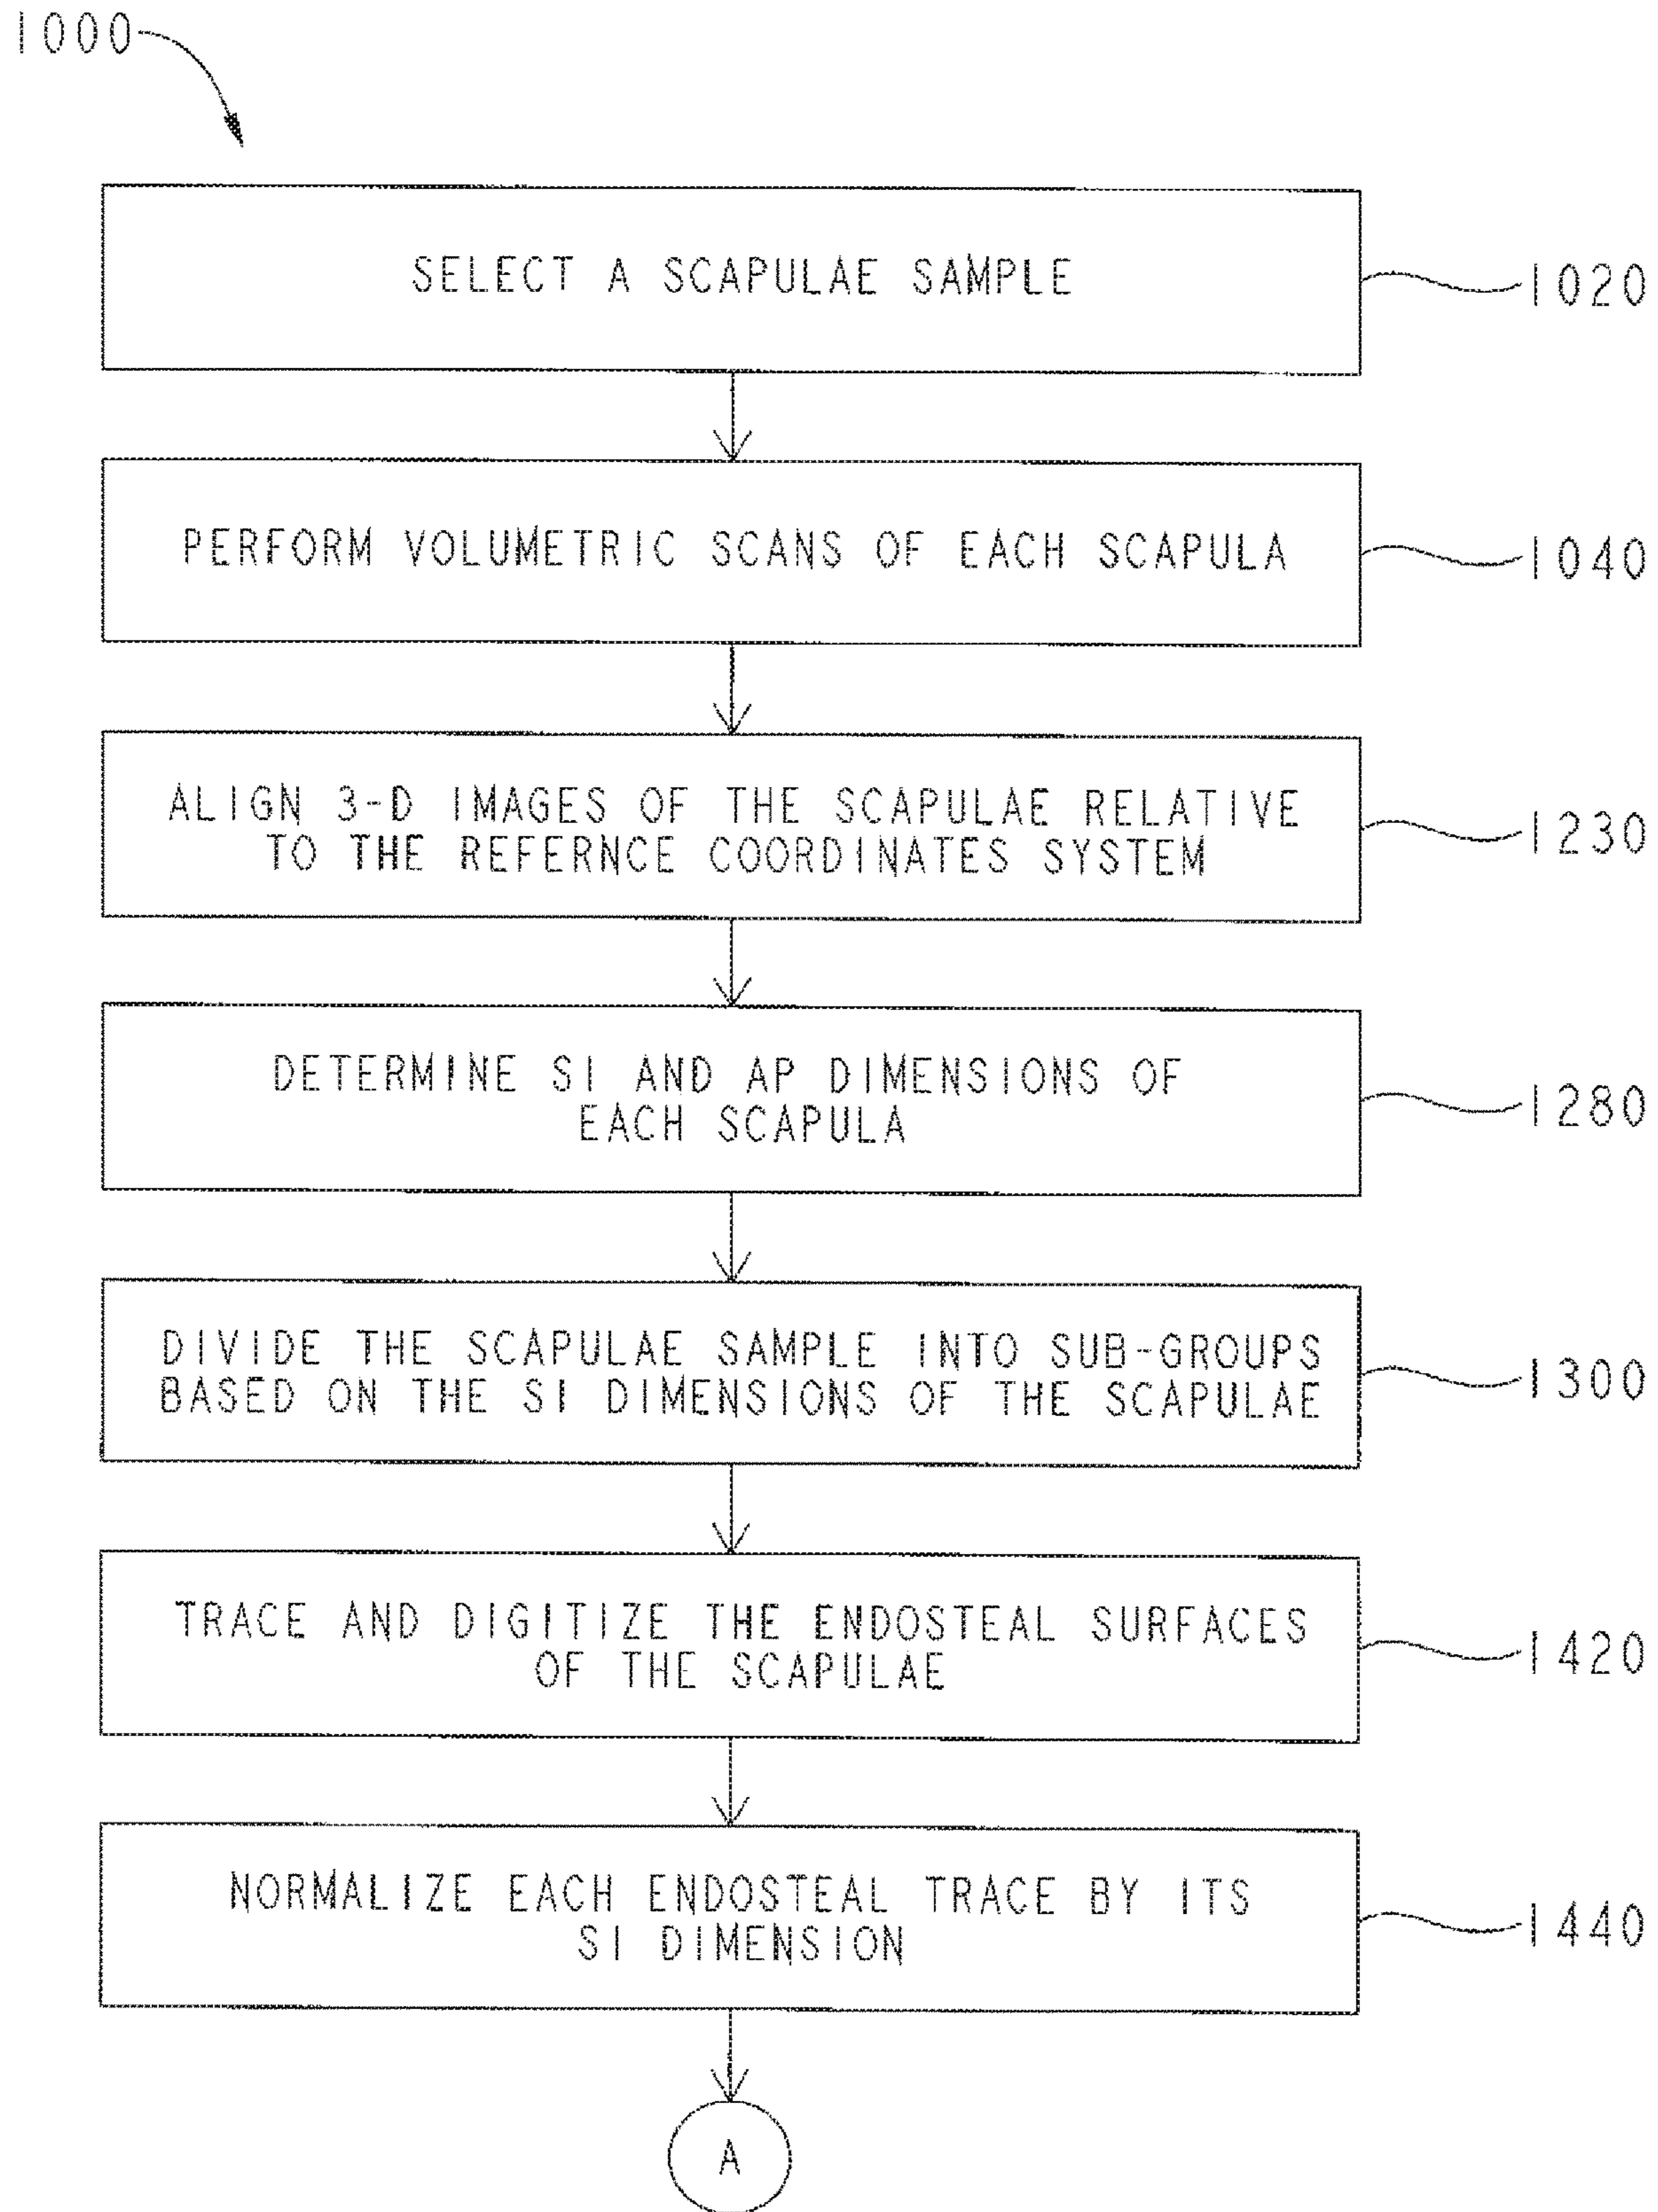 1000
SELECT A SCAPULAE SAMPLE
1020
PERFORM VOLUMETRIC SCANS OF EACH SCAPULA
1040
ALIGN 3-D IMAGES OF THE SCAPULAE RELATIVE
TO THE REFERNCE COORDINATES SYSTEM
1230
DETERMINE SI AND AP DIMENSIONS OF
EACH SCAPULA
1280
DIVIDE THE SCAPULAE SAMPLE INTO SUB-GROUPS
BASED ON THE SI DIMENSIONS OF THE SCAPULAE
1300
TRACE AND DIGITIZE THE ENDOSTEAL SURFACES
OF THE SCAPULAE
1420
NORMALIZE EACH ENDOSTEAL TRACE BY ITS
SI DIMENSION
1440
A